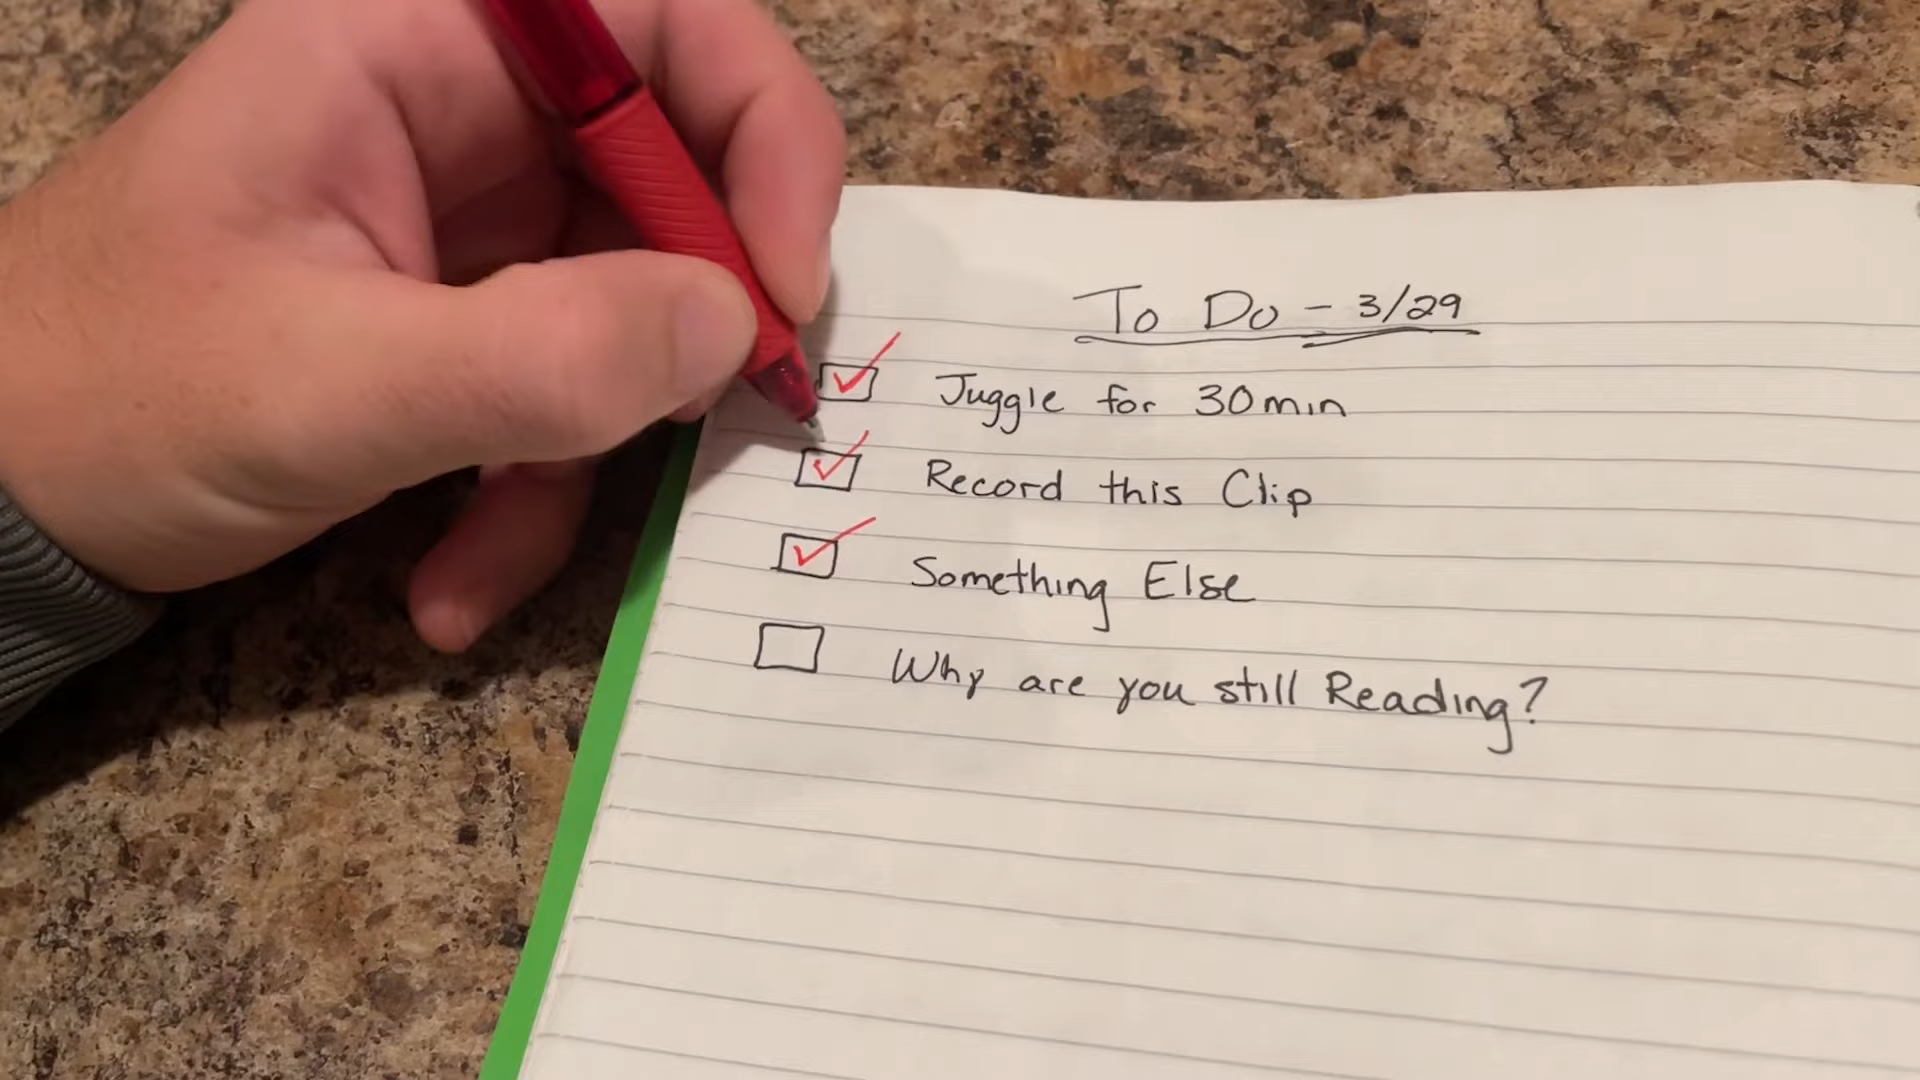 To Do - 3/29
Juggle for 30min
Record this Clip
Something Else
Why are you still Reading?